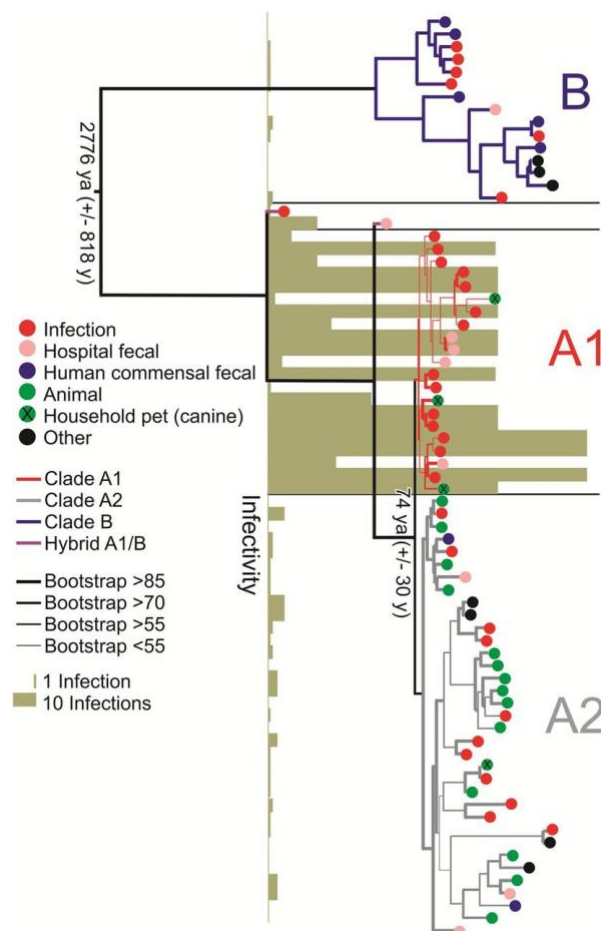 B
2776 ya (+/- 818 y)
A1
Infection
Hospital fecal
Human commensal fecal
Animal
X Household pet (canine)
Other
Clade A1
Clade A2
Clade B
Hybrid A1/B
Infectivity
74 ya (+/- 30 y)
Bootstrap >85
Bootstrap >70
Bootstrap >55
Bootstrap <55
1 Infection
10 Infections
A2